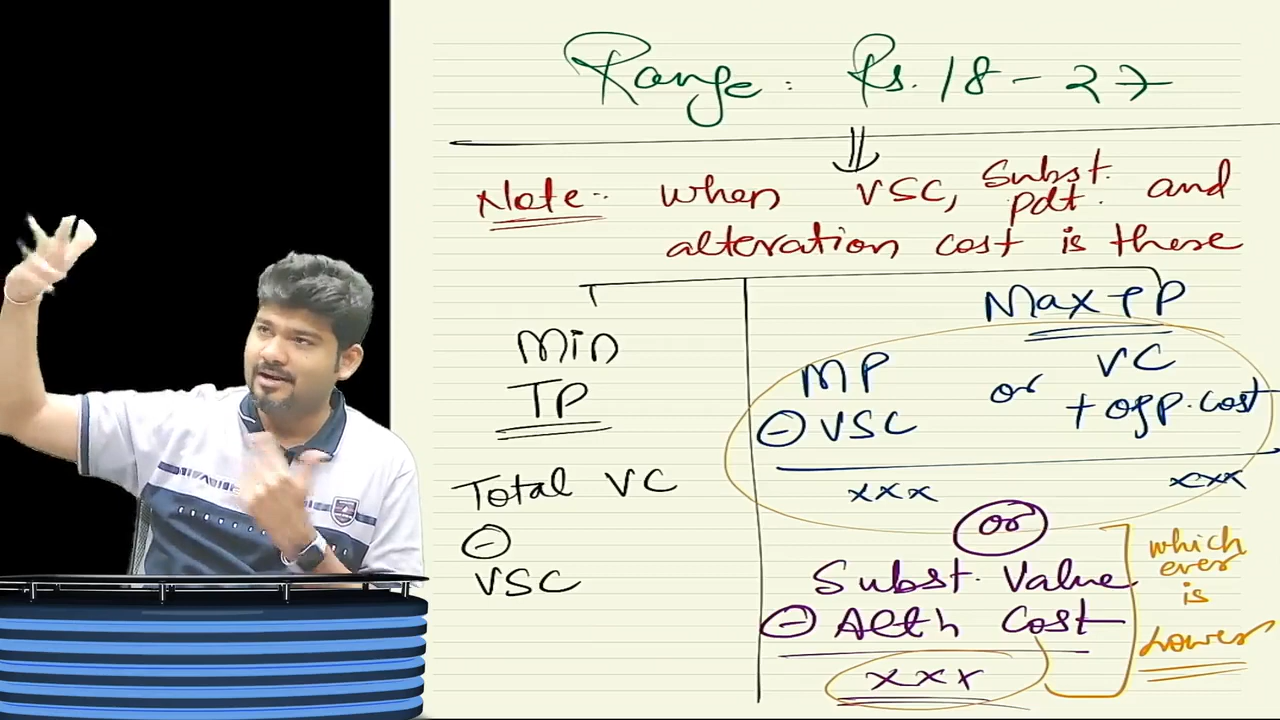 Range: Rs. 18 - 27
Note:- when VSC, Subst. pdt. and
alteration cost is there
Min
TP
Total VC
⊖
VSC
Max TP
MP
⊖ VSC
xxx
or
VC
+ opp. cost
xxx
or
Subst. Value
⊖ Alth Cost
xxx
which
ever
is
Lower